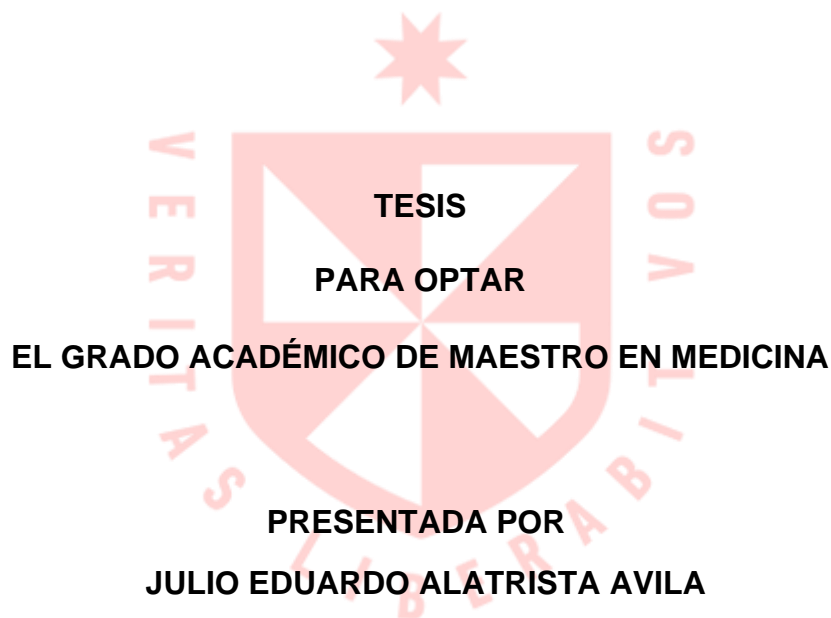 VERITAS LIBERABIT VOS
TESIS
PARA OPTAR
EL GRADO ACADÉMICO DE MAESTRO EN MEDICINA
PRESENTADA POR
JULIO EDUARDO ALATRISTA AVILA